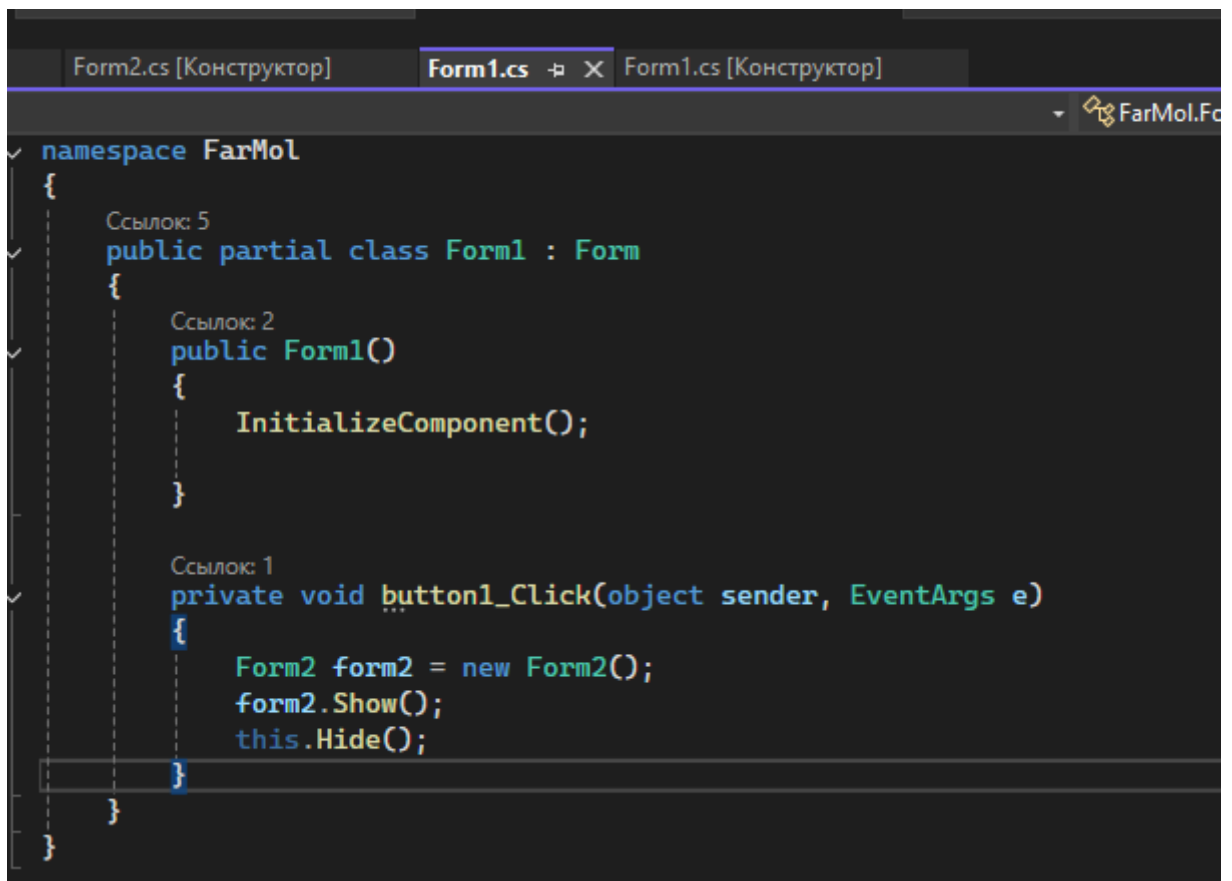 Form2.cs [Конструктор] Form1.cs Form1.cs [Конструктор]
FarMol.Fo
namespace FarMol
{
Ссылок: 5
public partial class Form1 : Form
{
Ссылок: 2
public Form1()
{
InitializeComponent();
}
Ссылок: 1
private void button1_Click(object sender, EventArgs e)
{
Form2 form2 = new Form2();
form2.Show();
this.Hide();
}
}
}